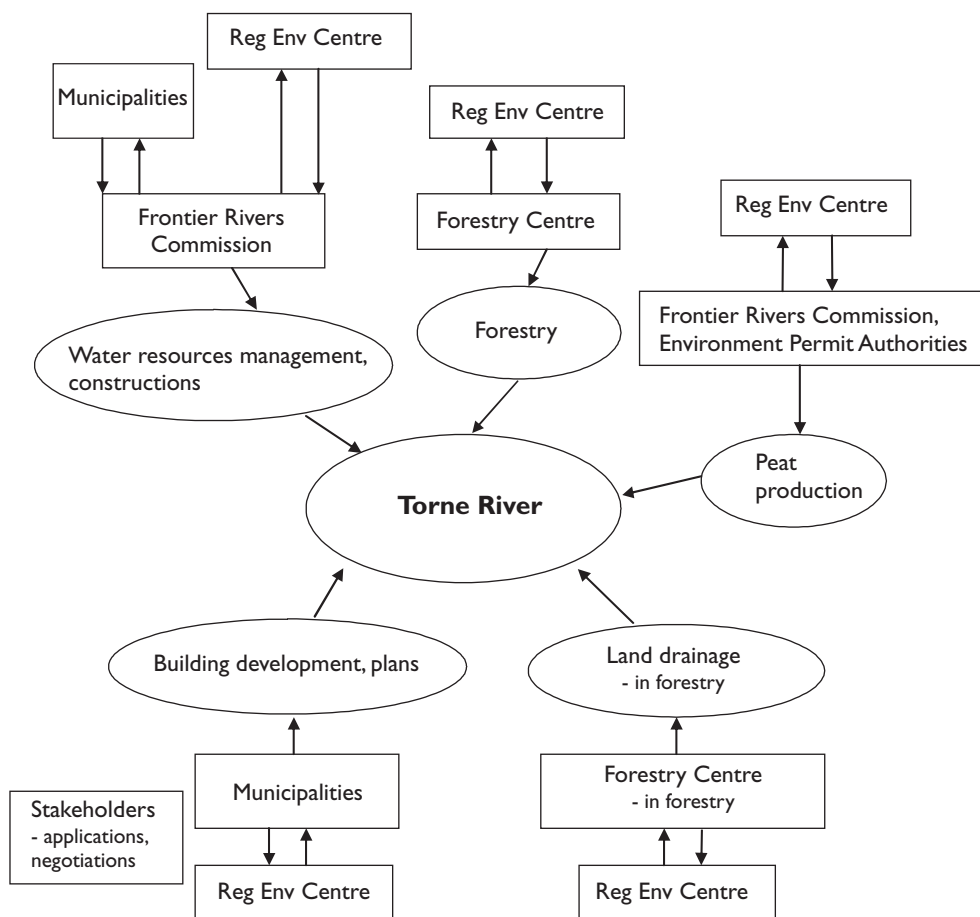 Reg Env Centre
Municipalities
Frontier Rivers
Commission
Reg Env Centre
Forestry Centre
Reg Env Centre
Frontier Rivers Commission,
Environment Permit Authorities
Water resources management,
constructions
Forestry
Peat
production
Torne River
Building development, plans
Land drainage
- in forestry
Municipalities
Forestry Centre
- in forestry
Stakeholders
- applications,
negotiations
Reg Env Centre
Reg Env Centre